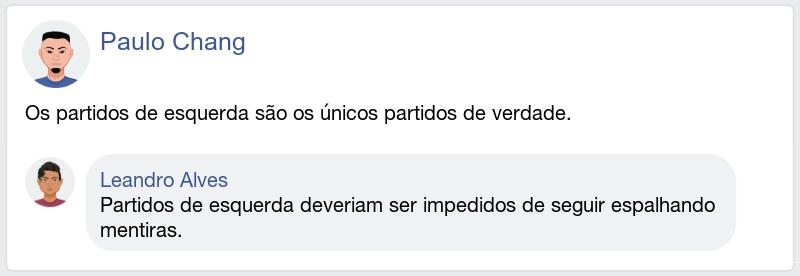 Paulo Chang
Os partidos de esquerda são os únicos partidos de verdade.
Leandro Alves
Partidos de esquerda deveriam ser impedidos de seguir espalhando
mentiras.